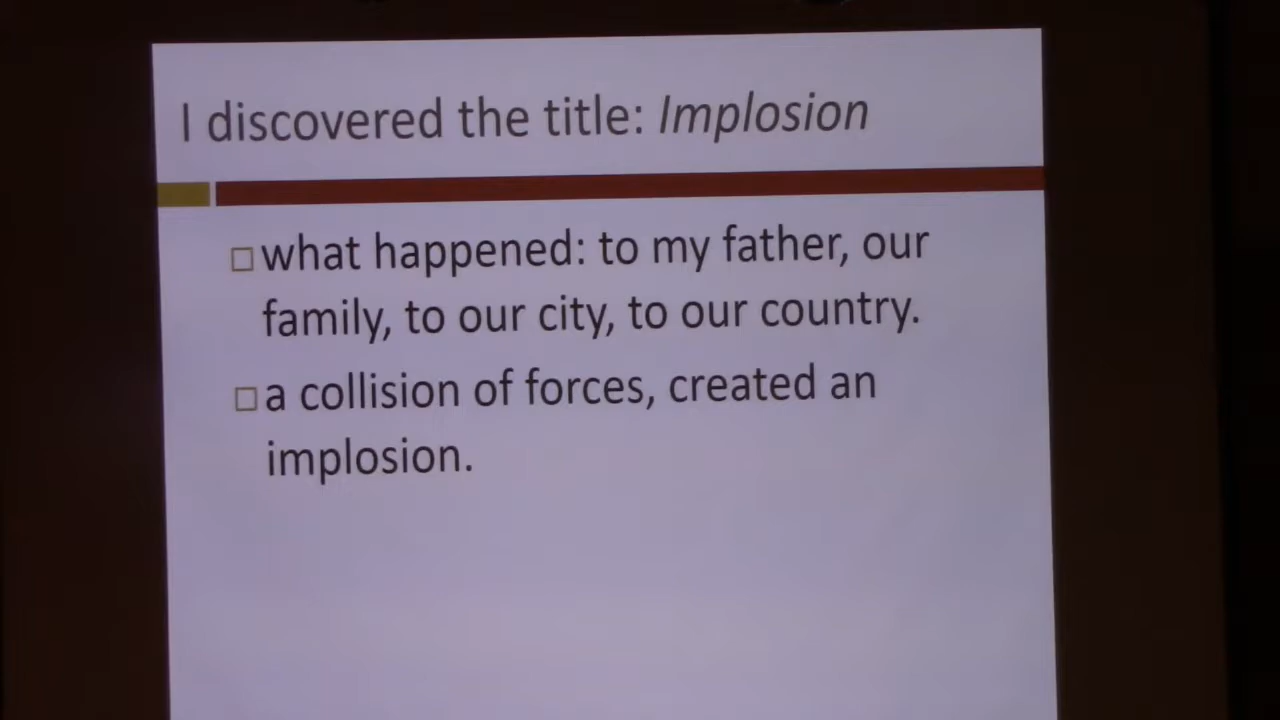 I discovered the title: Implosion
what happened: to my father, our
family, to our city, to our country.
a collision of forces, created an
implosion.